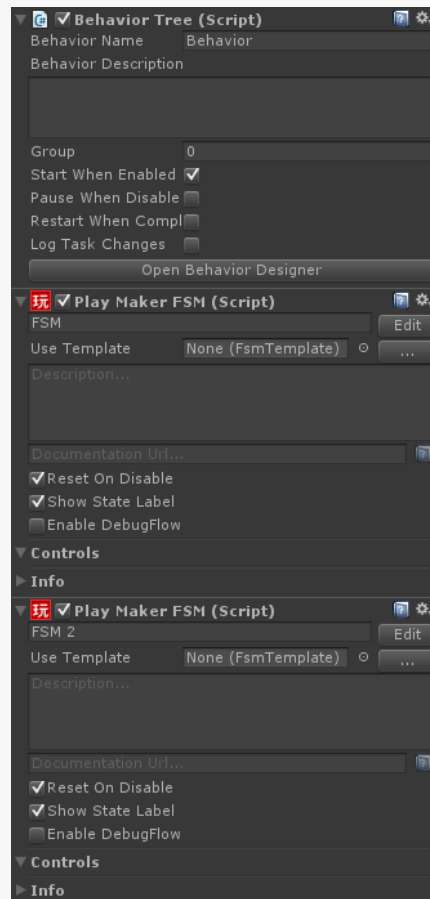 Behavior Tree (Script)
Behavior Name Behavior
Behavior Description
Group 0
Start When Enabled
Pause When Disable
Restart When Compl
Log Task Changes
Open Behavior Designer
玩 Play Maker FSM (Script)
FSM Edit
Use Template None (FsmTemplate) ...
Description...
Documentation Url...
Reset On Disable
Show State Label
Enable DebugFlow
Controls
Info
玩 Play Maker FSM (Script)
FSM 2 Edit
Use Template None (FsmTemplate) ...
Description...
Documentation Url...
Reset On Disable
Show State Label
Enable DebugFlow
Controls
Info